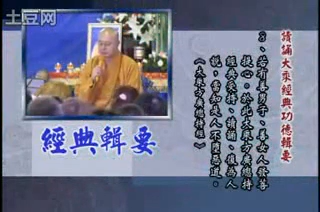 土豆网
讀誦大乘經典功德輯要
3、若有善男子、善女人發菩
提心，於此大乘方廣總持
經典受持、讀誦、復為人
說，當知是人不墮惡道。
《大乘方廣總持經》
經典輯要